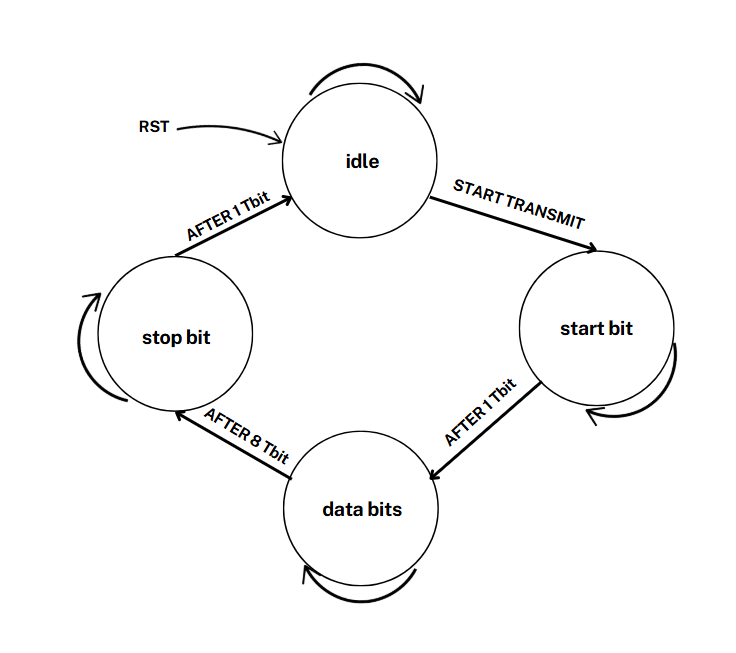 RST
idle
START TRANSMIT
AFTER 1 Tbit
stop bit
start bit
AFTER 1 Tbit
AFTER 8 Tbit
data bits